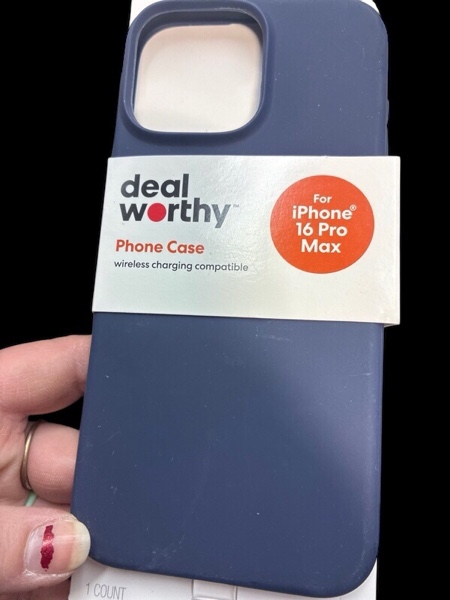 deal
worthy™
Phone Case
wireless charging compatible
For
iPhone®
16 Pro
Max
1 COUNT